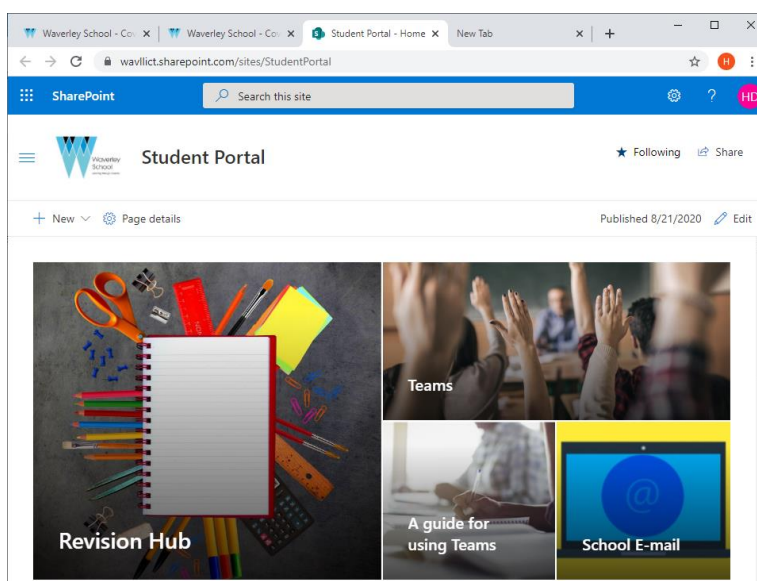 Waverley School - Cov
Waverley School - Cov
Student Portal - Home
New Tab
wavllict.sharepoint.com/sites/StudentPortal
H
SharePoint
Search this site
?
HD
Waverley
School
Student Portal
Following
Share
New
Page details
Published 8/21/2020
Edit
Revision Hub
Teams
A guide for
using Teams
@
School E-mail